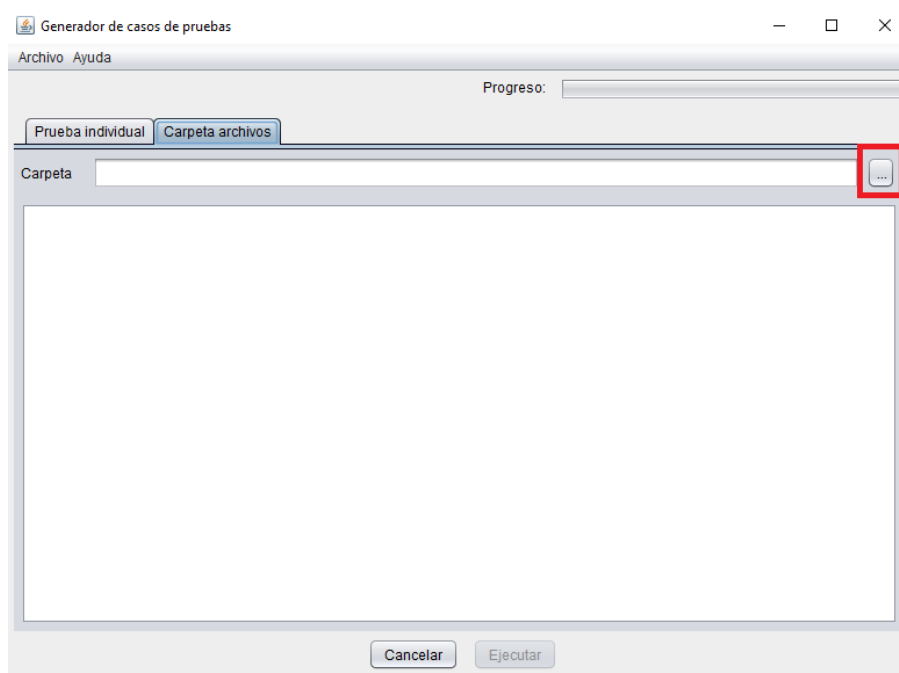 Generador de casos de pruebas
Archivo Ayuda
Progreso:
Prueba individual Carpeta archivos
Carpeta ...
Cancelar Ejecutar